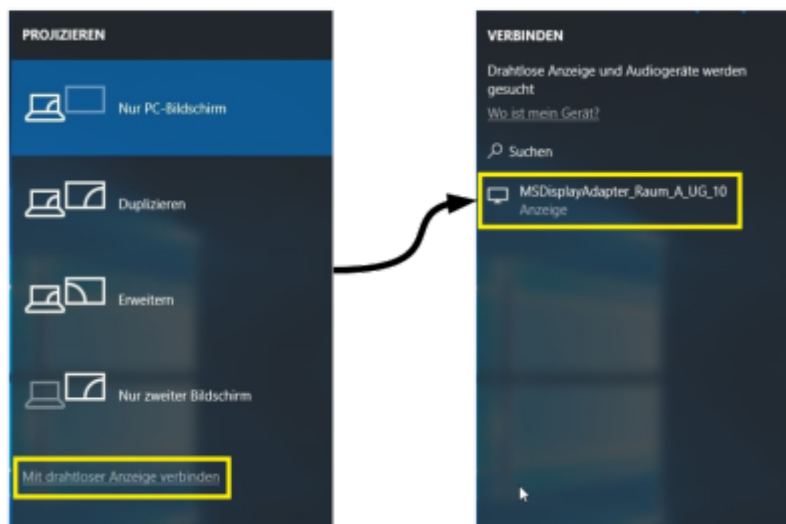 PROJIZIEREN
Nur PC-Bildschirm
Duplizieren
Erweitern
Nur zweiter Bildschirm
Mit drahtloser Anzeige verbinden
VERBINDEN
Drahtlose Anzeige und Audiogeräte werden
gesucht
Wo ist mein Gerät?
Suchen
MSDisplayAdapter_Raum_A_UG_10
Anzeige